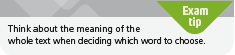 Exam
tip
Think about the meaning of the
whole text when deciding which word to choose.